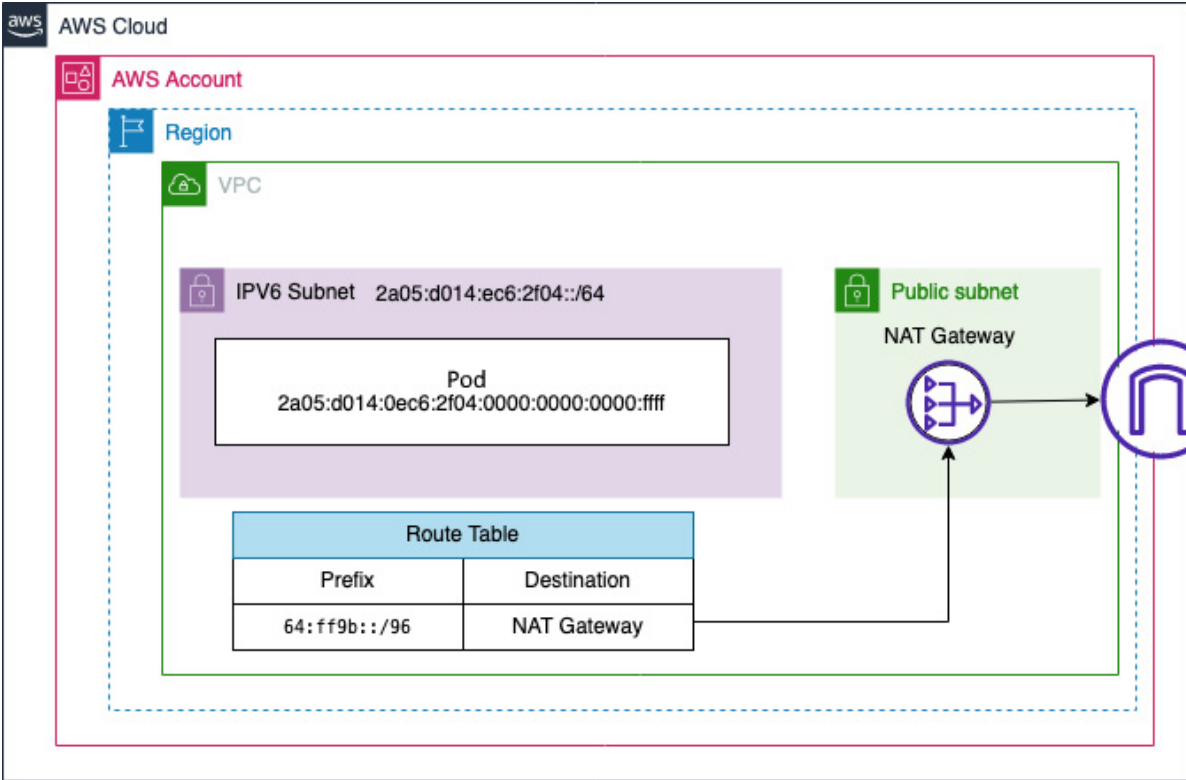 aws
AWS Cloud
AWS Account
Region
VPC
IPV6 Subnet 2a05:d014:ec6:2f04::/64
Public subnet
NAT Gateway
Pod
2a05:d014:0ec6:2f04:0000:0000:0000:ffff
Route Table
Prefix Destination
64:ff9b::/96 NAT Gateway